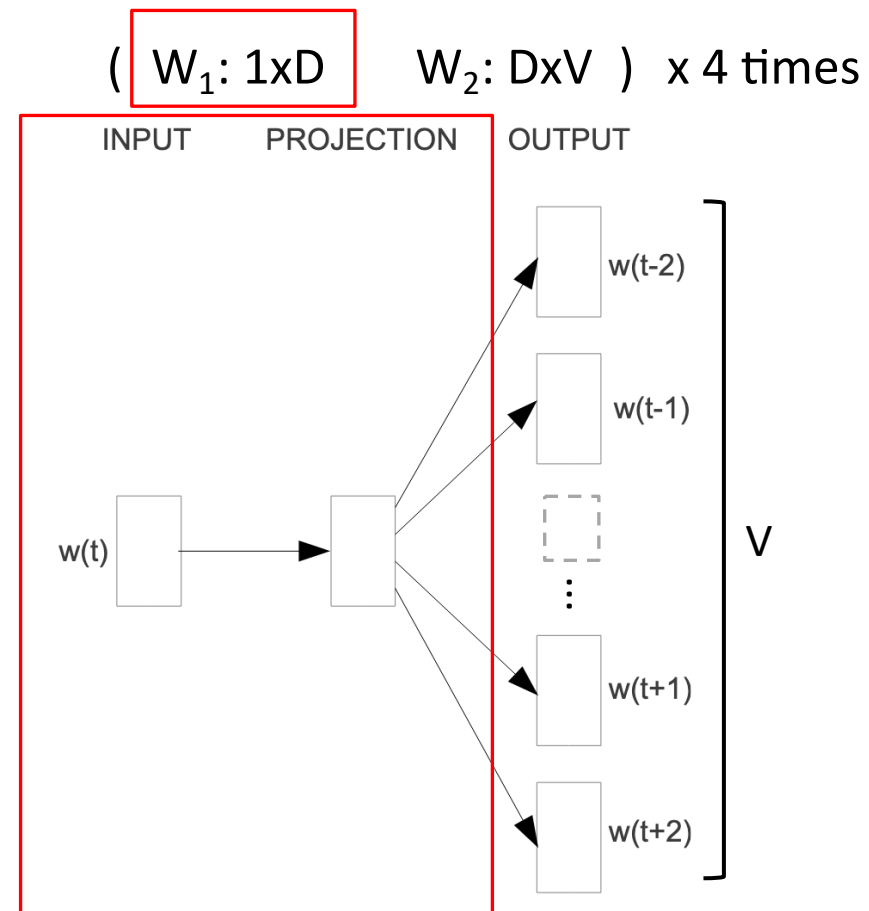 ( W₁: 1xD W₂: DxV ) x 4 times
INPUT PROJECTION OUTPUT
w(t-2)
w(t-1)
w(t)
V
⋮
w(t+1)
w(t+2)